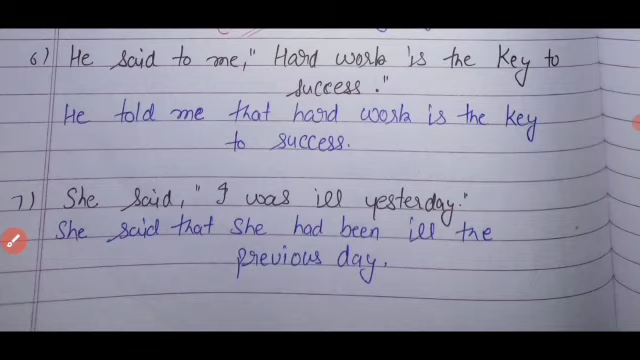 6) He said to me, "Hard work is the Key to
success."
He told me that hard work is the Key
to success.
7) She said, "I was ill yesterday."
She said that She had been ill the
previous day.